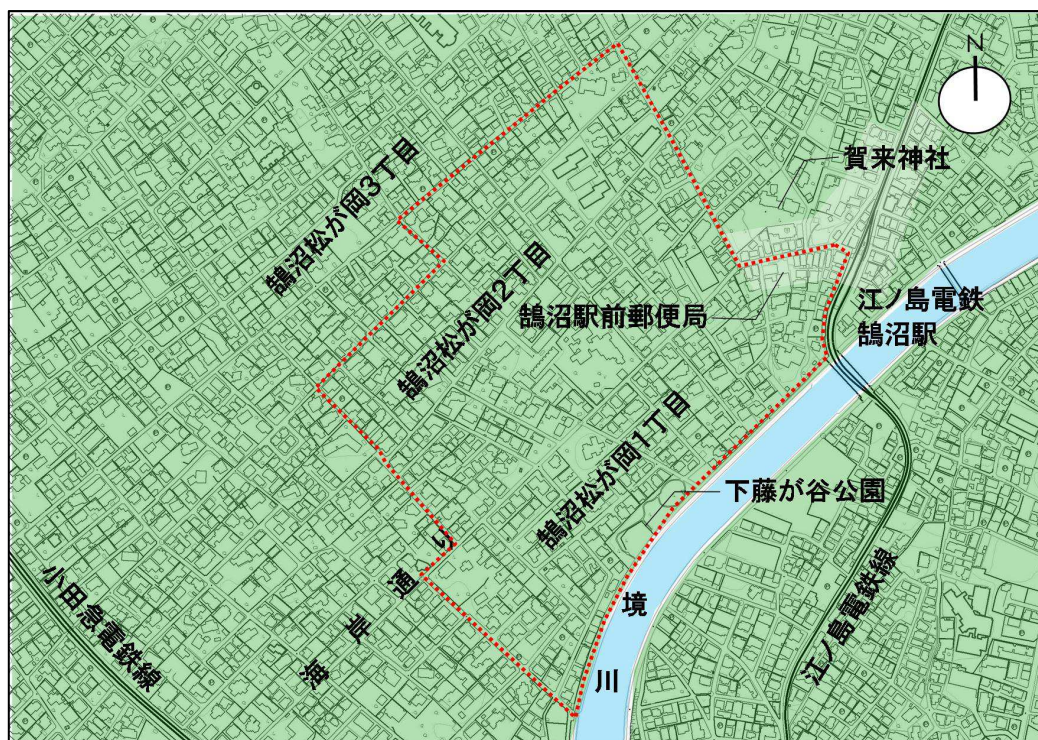 N
賀来神社
鵠沼松が岡3丁目
鵠沼松が岡2丁目
鵠沼駅前郵便局
江ノ島電鉄
鵠沼駅
鵠沼松が岡1丁目
下藤が谷公園
海岸通り
境川
小田急電鉄線
江ノ島電鉄線